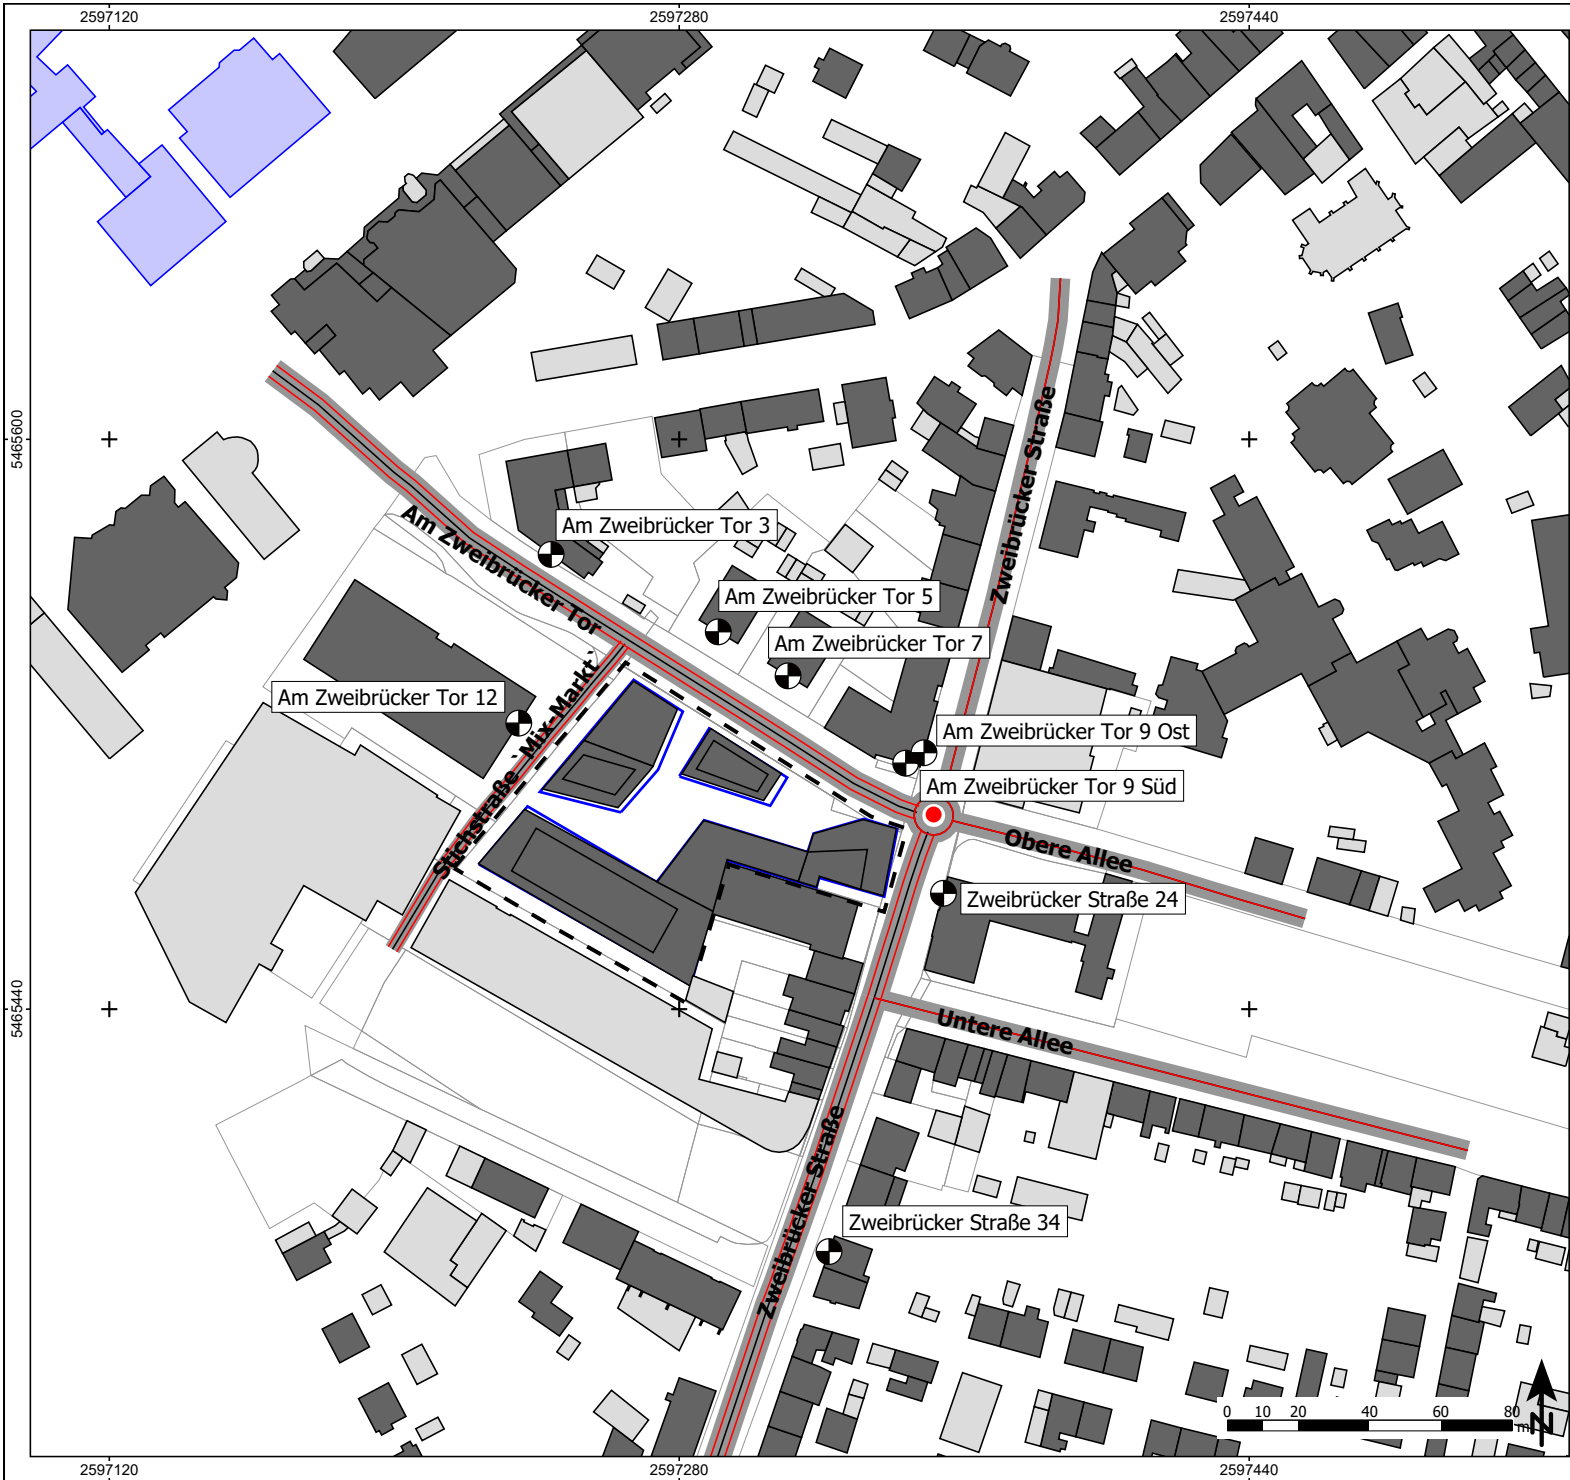 2597120
2597280
2597440
5465600
5465440
Zweibrücker Straße
Am Zweibrücker Tor
Am Zweibrücker Tor 3
Am Zweibrücker Tor 5
Am Zweibrücker Tor 7
Am Zweibrücker Tor 12
Stichstraße `Mix-Markt`
Am Zweibrücker Tor 9 Ost
Am Zweibrücker Tor 9 Süd
Obere Allee
Zweibrücker Straße 24
Untere Allee
Zweibrücker Straße
Zweibrücker Straße 34
0 10 20 40 60 80
m
N
2597120
2597280
2597440